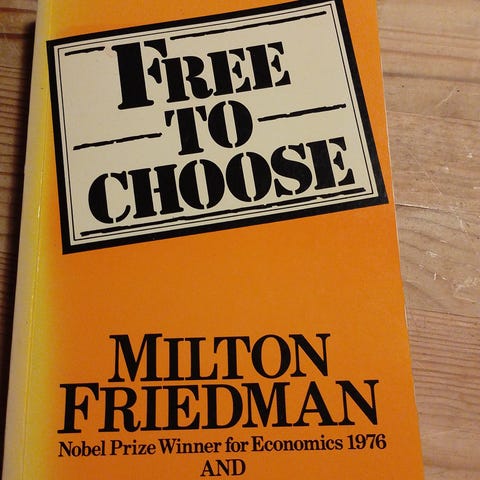 FREE
TO
CHOOSE
MILTON
FRIEDMAN
Nobel Prize Winner for Economics 1976
AND